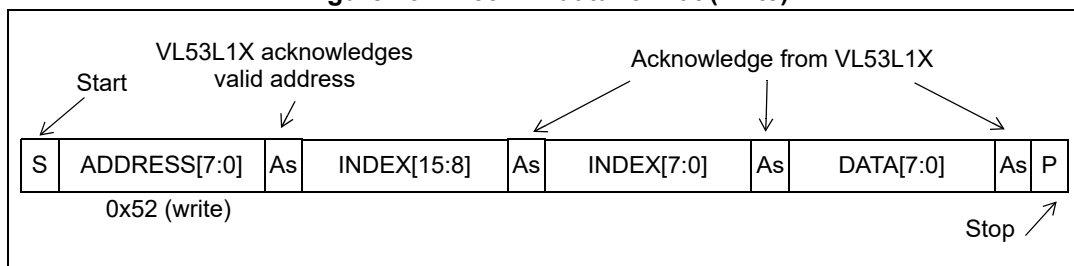 VL53L1X acknowledges
valid address
Acknowledge from VL53L1X
Start
S
ADDRESS[7:0]
As
INDEX[15:8]
As
INDEX[7:0]
As
DATA[7:0]
As
P
0x52 (write)
Stop